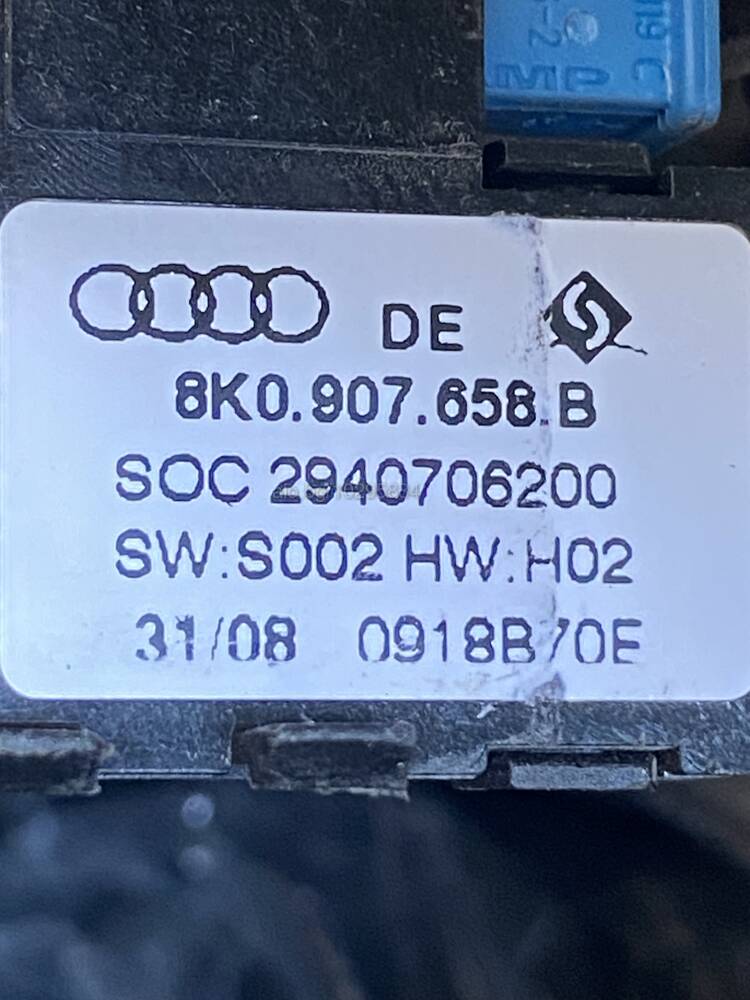 DE
8K0.907.658.B
SOC 2940706200
SW:S002 HW:H02
31/08 0918B70E